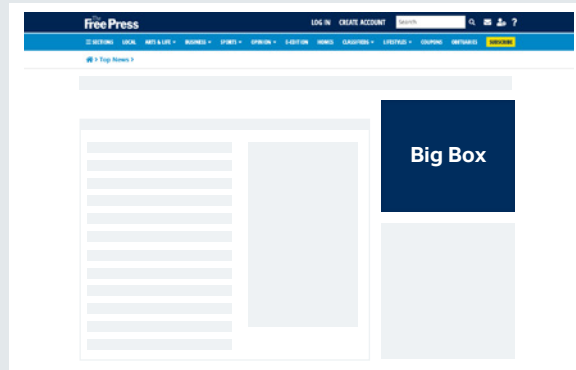 The
Free Press
LOG IN CREATE ACCOUNT Search ?
SECTIONS LOCAL ARTS & LIFE BUSINESS SPORTS OPINION E-EDITION HOMES CLASSIFIEDS LIFESTYLES COUPONS OBITUARIES SUBSCRIBE
> Top News >
Big Box